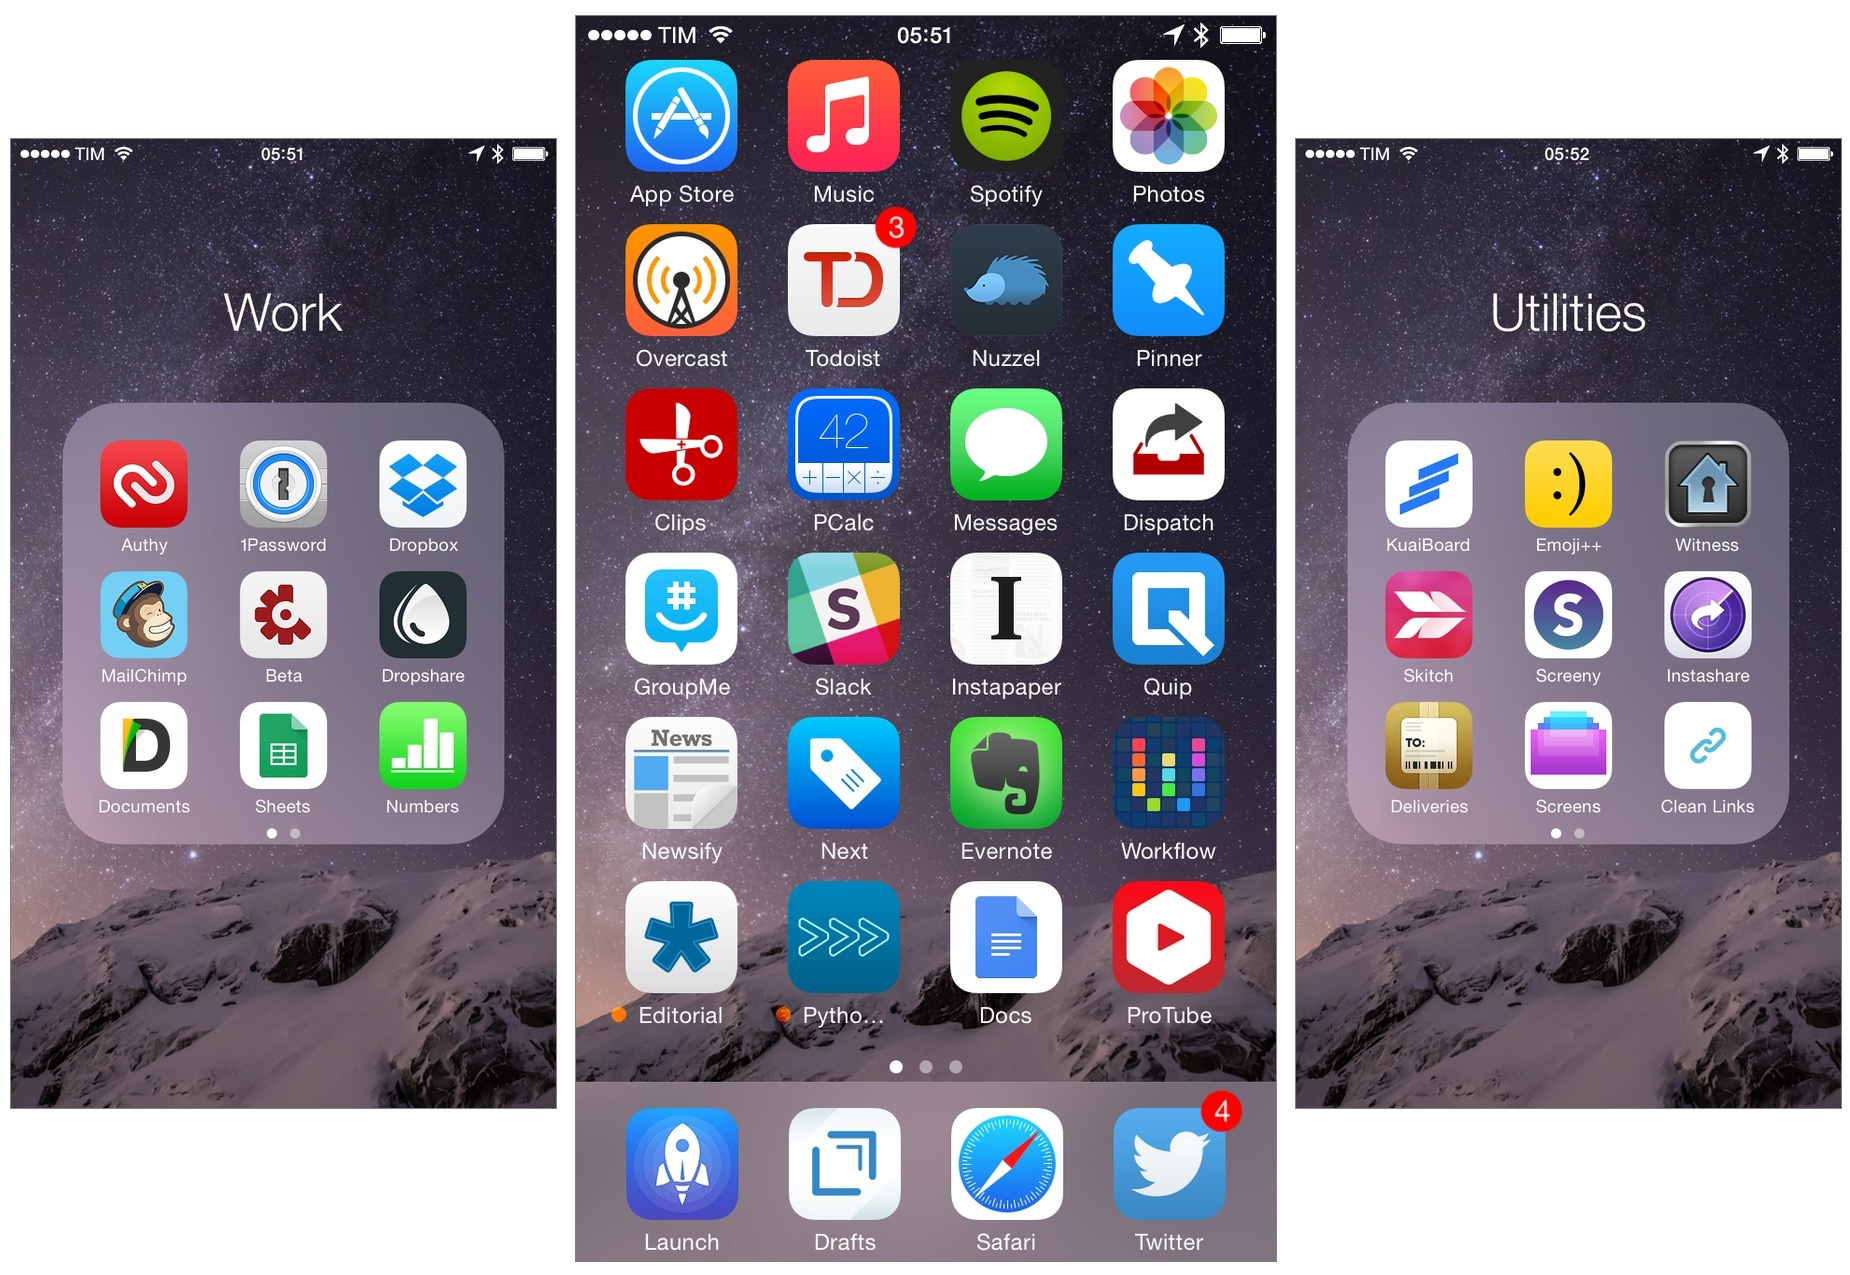 TIM 05:51
Work
Authy 1Password Dropbox
MailChimp Beta Dropshare
D
Documents Sheets Numbers
TIM 05:51
App Store Music Spotify Photos
3
TD
Overcast Todoist Nuzzel Pinner
42
+ − × ÷
Clips PCalc Messages Dispatch
# S I Q
GroupMe Slack Instapaper Quip
News
Newsify Next Evernote Workflow
>>>
Editorial Pytho... Docs ProTube
4
Launch Drafts Safari Twitter
TIM 05:52
Utilities
:)
KuaiBoard Emoji++ Witness
S
Skitch Screeny Instashare
TO:
Deliveries Screens Clean Links